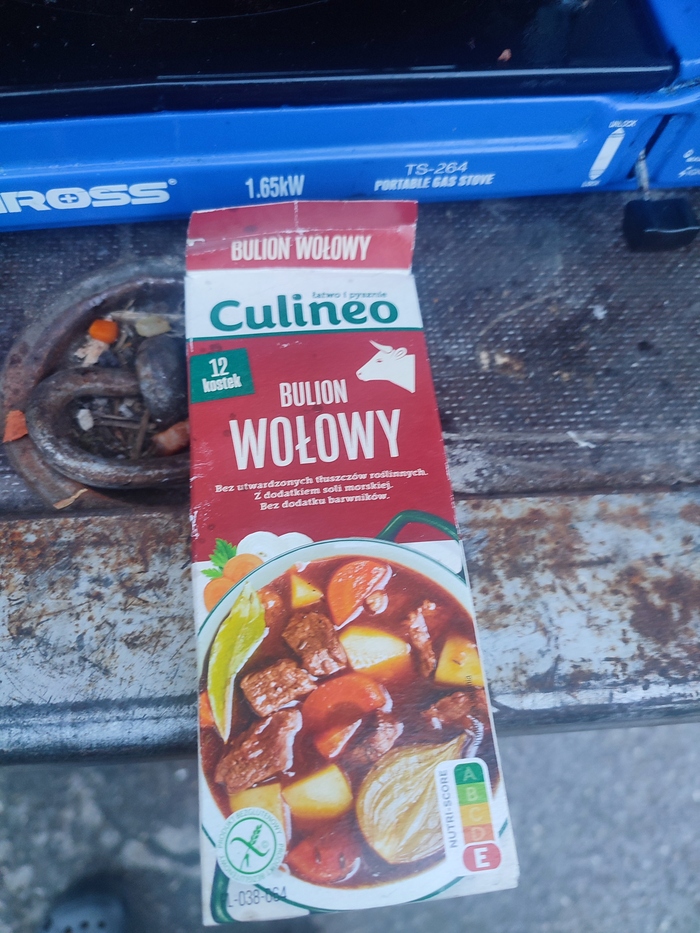 ROSS®
1.65kW
TS-264
PORTABLE GAS STOVE
BULION WOŁOWY
łatwo i pysznie
Culineo
12
kostek
BULION
WOŁOWY
Bez utwardzonych tłuszczów roślinnych.
Z dodatkiem soli morskiej.
Bez dodatku barwników.
NUTRI-SCORE
A
B
C
D
E
L-038-064